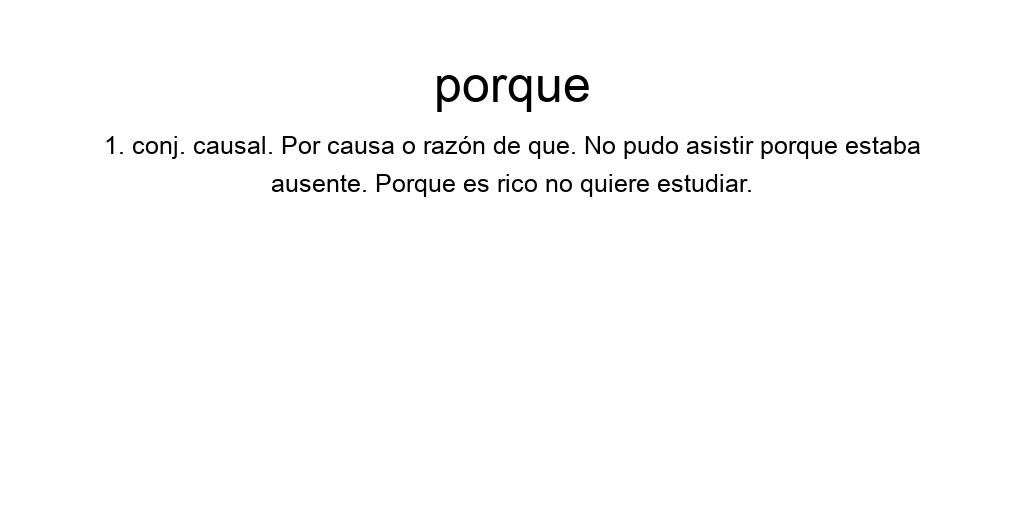 porque
1. conj. causal. Por causa o razón de que. No pudo asistir porque estaba
ausente. Porque es rico no quiere estudiar.